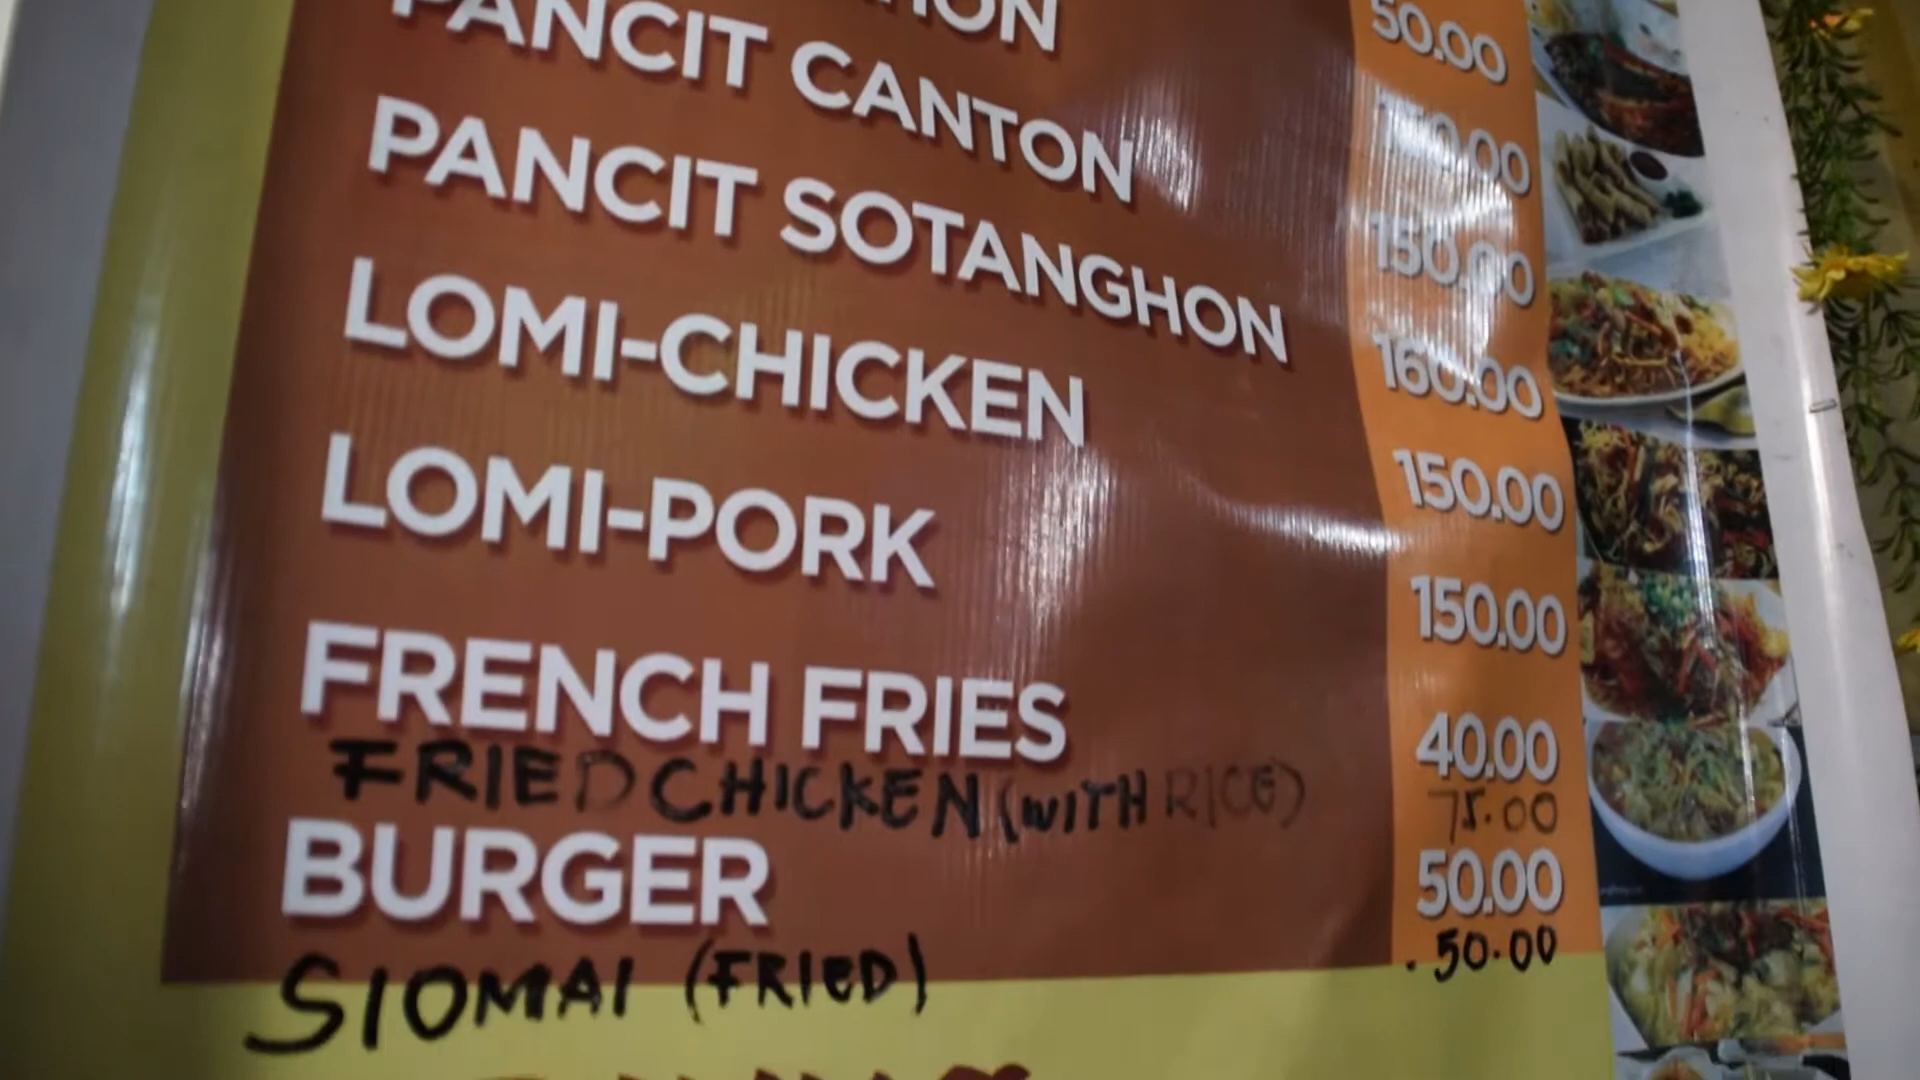 50.00
PANCIT CANTON 150.00
PANCIT SOTANGHON 160.00
LOMI-CHICKEN 150.00
LOMI-PORK 150.00
FRENCH FRIES 40.00
FRIED CHICKEN (WITH RICE) 75.00
BURGER 50.00
SIOMAI (FRIED) . 50.00